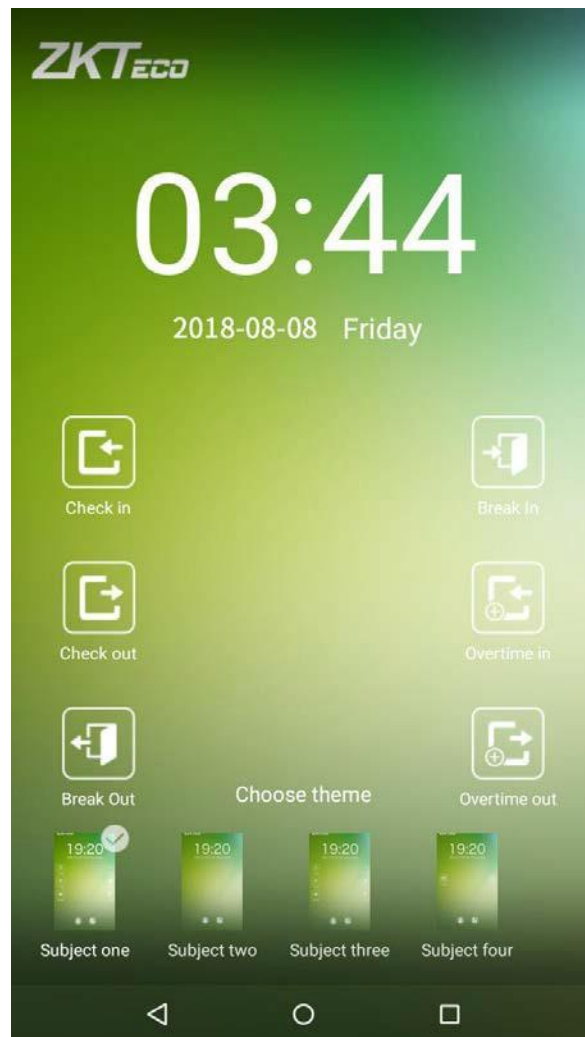 ZKTECO
03:44
2018-08-08 Friday
Check in
Break In
Check out
Overtime in
Break Out
Choose theme
Overtime out
19:20
19:20
19:20
19:20
Subject one
Subject two
Subject three
Subject four